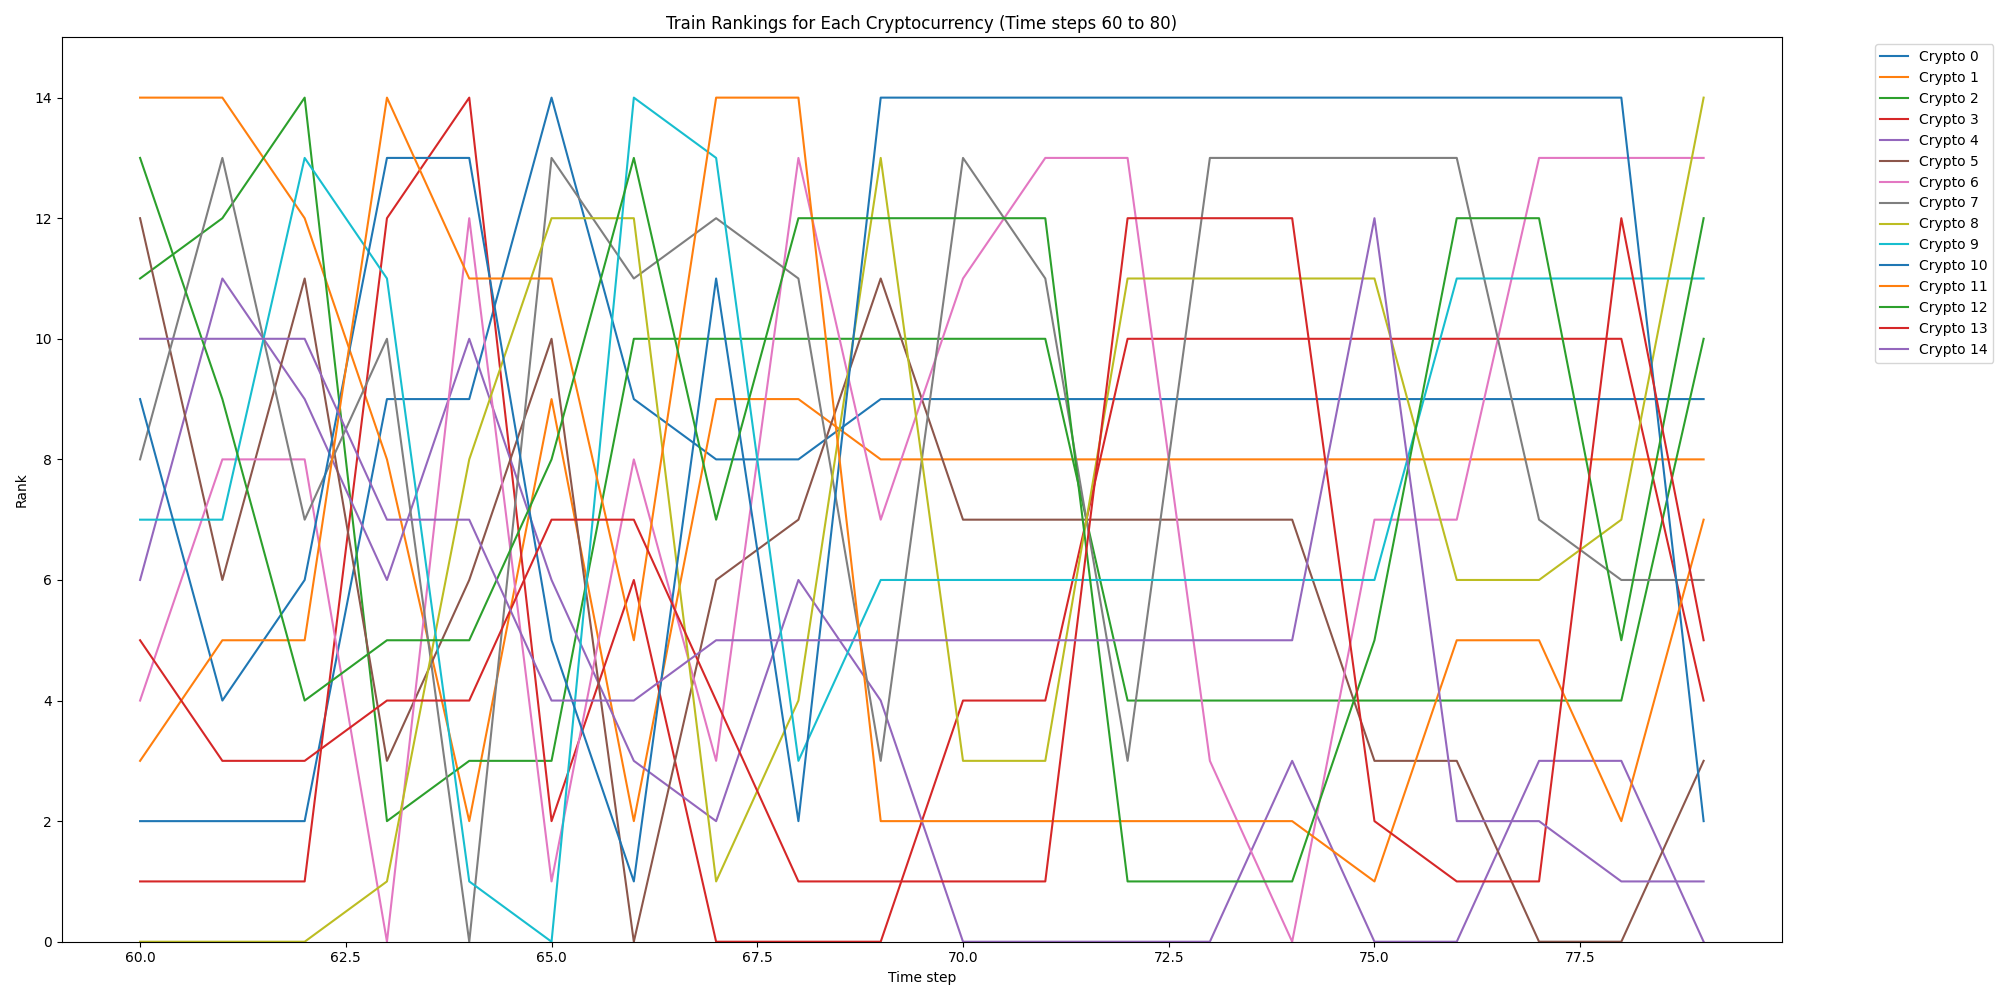 Train Rankings for Each Cryptocurrency (Time steps 60 to 80)
14
12
10
8
6
4
2
0
Rank
60.0 62.5 65.0 67.5 70.0 72.5 75.0 77.5
Time step
Crypto 0
Crypto 1
Crypto 2
Crypto 3
Crypto 4
Crypto 5
Crypto 6
Crypto 7
Crypto 8
Crypto 9
Crypto 10
Crypto 11
Crypto 12
Crypto 13
Crypto 14